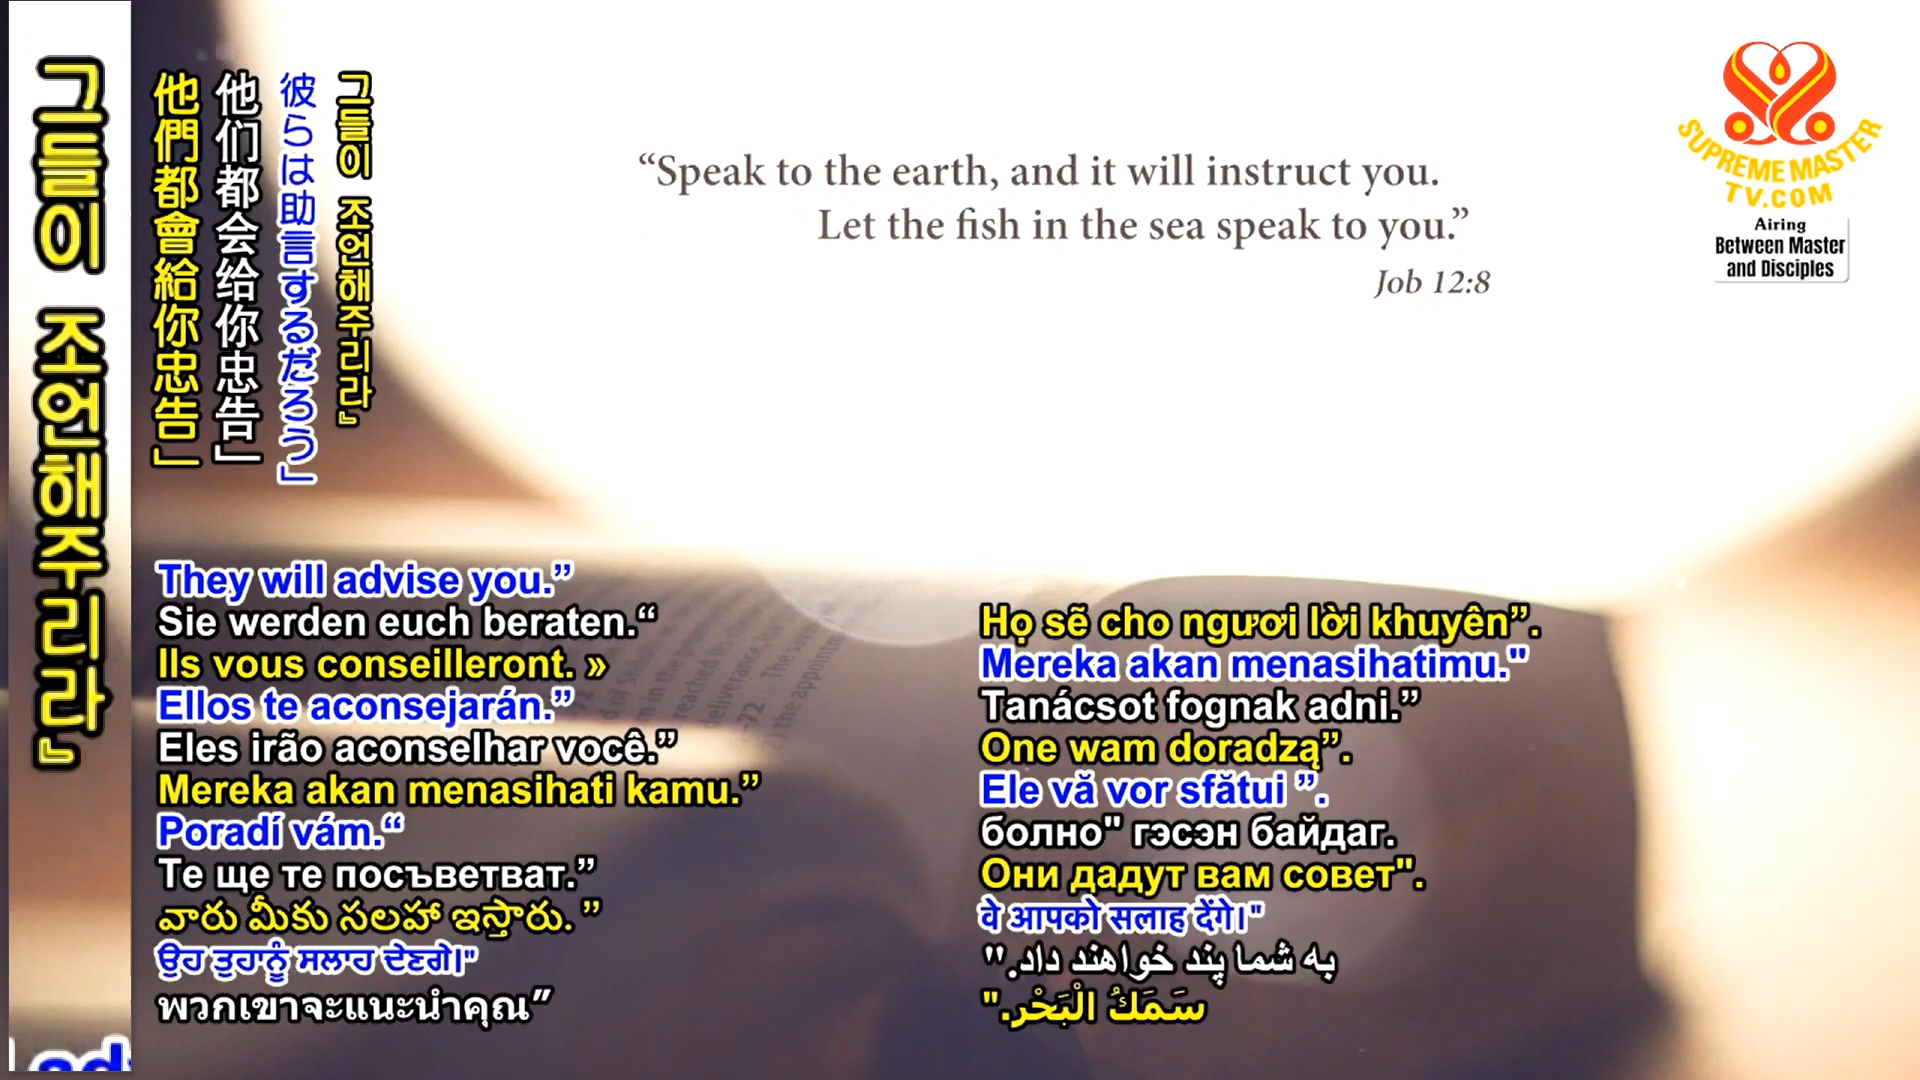 그들이 조언해주리라』
他們都會給你忠告」
他们都会给你忠告」
彼らは助言するだろう」
그들이 조언해주리라』
“Speak to the earth, and it will instruct you.
Let the fish in the sea speak to you.”
Job 12:8
SUPREME MASTER
TV.COM
Airing
Between Master
and Disciples
They will advise you.”
Sie werden euch beraten.“
Ils vous conseilleront. »
Ellos te aconsejarán.”
Eles irão aconselhar você.”
Mereka akan menasihati kamu.”
Poradí vám.“
Те ще те посъветват.”
వారు మీకు సలహా ఇస్తారు. ”
ਉਹ ਤੁਹਾਨੂੰ ਸਲਾਹ ਦੇਣਗੇ।"
พวกเขาจะแนะนำคุณ”
Họ sẽ cho ngươi lời khuyên”.
Mereka akan menasihatimu."
Tanácsot fognak adni.”
One wam doradzą”.
Ele vă vor sfătui ”.
болно" гэсэн байдаг.
Они дадут вам совет".
वे आपको सलाह देंगे।"
به شما پند خواهند داد."
سَمَكُ الْبَحْر."